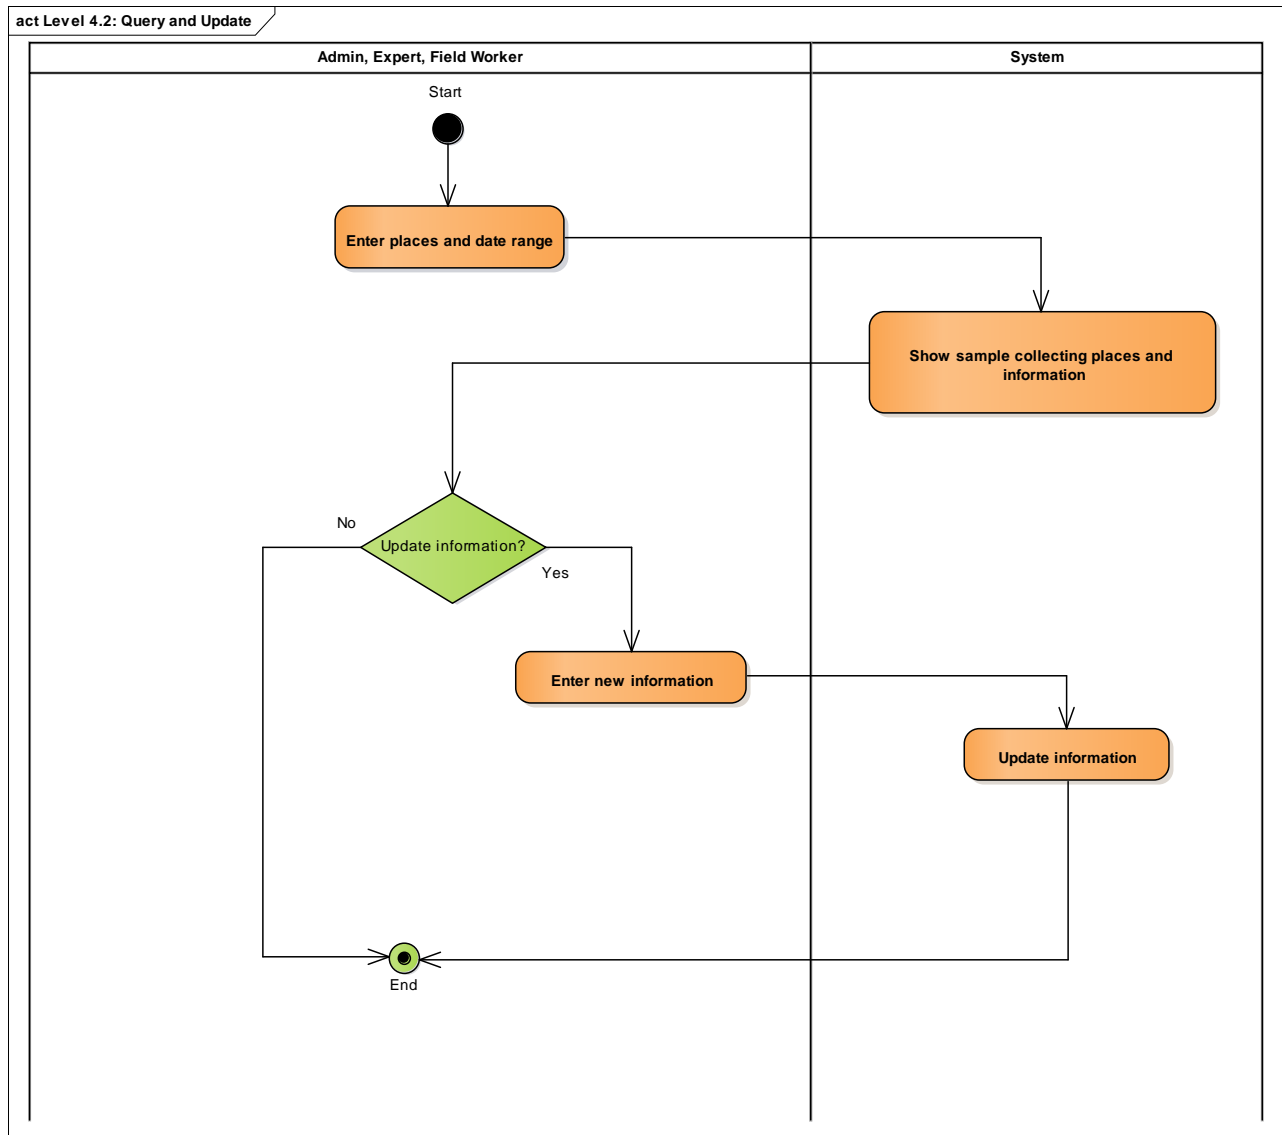 act Level 4.2: Query and Update
Admin, Expert, Field Worker
System
Start
Enter places and date range
Show sample collecting places and
information
No
Update information?
Yes
Enter new information
Update information
End